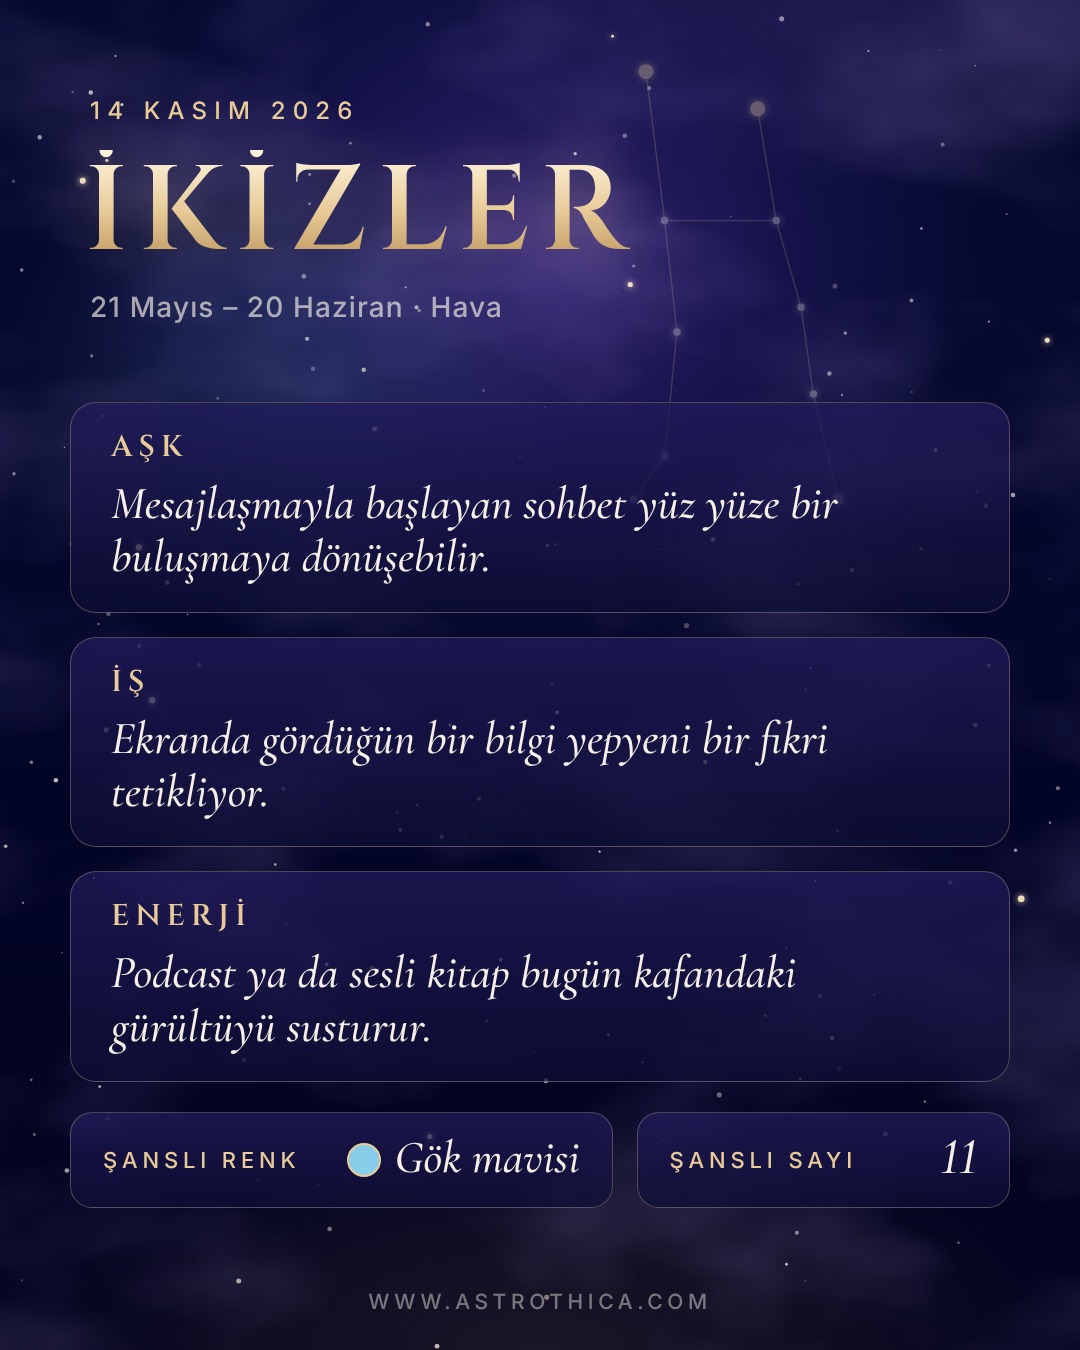 14 KASIM 2026
İKİZLER
21 Mayıs – 20 Haziran · Hava
AŞK
Mesajlaşmayla başlayan sohbet yüz yüze bir
buluşmaya dönüşebilir.
İŞ
Ekranda gördüğün bir bilgi yepyeni bir fikri
tetikliyor.
ENERJİ
Podcast ya da sesli kitap bugün kafandaki
gürültüyü susturur.
ŞANSLI RENK Gök mavisi
ŞANSLI SAYI 11
WWW.ASTROTHICA.COM